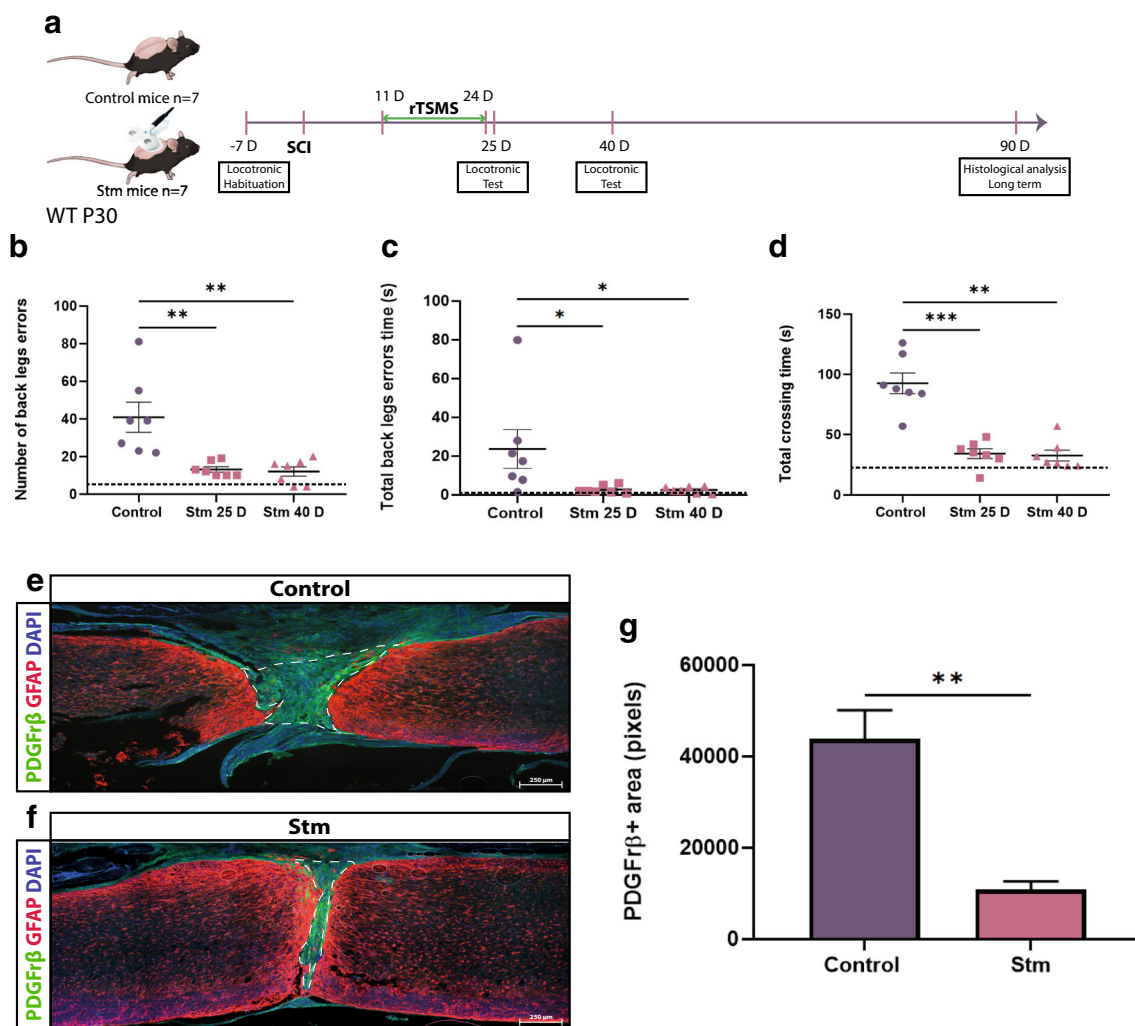 a
Control mice n=7
Stm mice n=7
WT P30
11 D
rTSMS
24 D
-7 D
SCI
25 D
40 D
90 D
Locotronic
Habituation
Locotronic
Test
Locotronic
Test
Histological analysis
Long term
b
Number of back legs errors
100
80
60
40
20
0
**
**
Control
Stm 25 D
Stm 40 D
c
Total back legs errors time (s)
100
80
60
40
20
0
*
*
Control
Stm 25 D
Stm 40 D
d
Total crossing time (s)
150
100
50
0
**
***
Control
Stm 25 D
Stm 40 D
e
Control
PDGFrβ GFAP DAPI
250 µm
f
Stm
PDGFrβ GFAP DAPI
250 µm
g
PDGFrβ+ area (pixels)
60000
40000
20000
0
**
Control
Stm